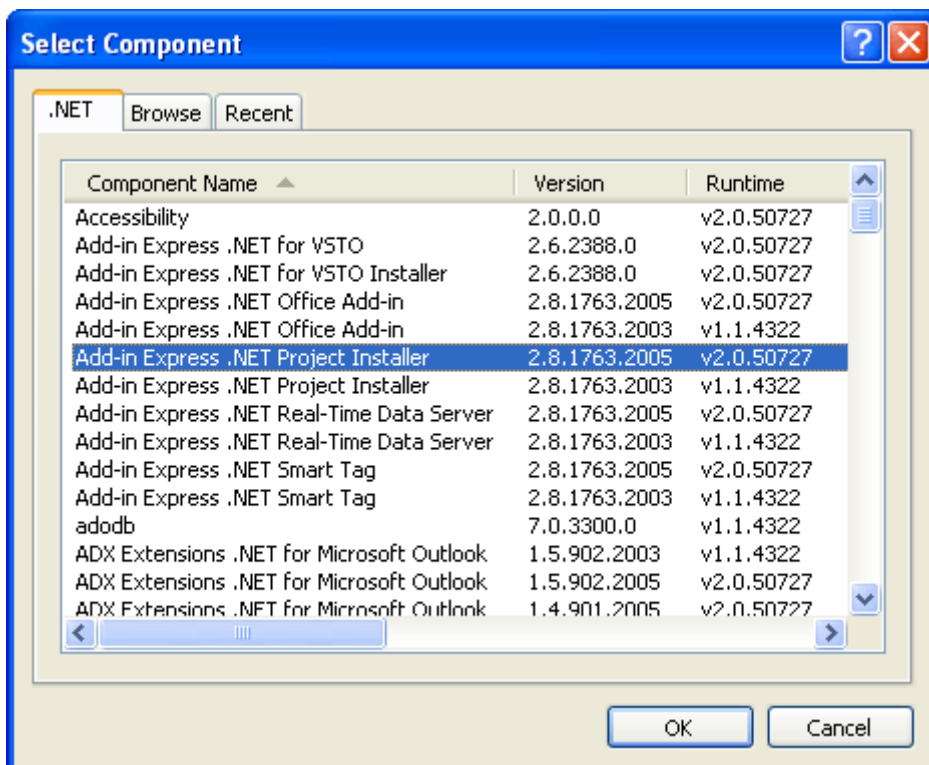 Select Component
.NET Browse Recent
Component Name Version Runtime
Accessibility 2.0.0.0 v2.0.50727
Add-in Express .NET for VSTO 2.6.2388.0 v2.0.50727
Add-in Express .NET for VSTO Installer 2.6.2388.0 v2.0.50727
Add-in Express .NET Office Add-in 2.8.1763.2005 v2.0.50727
Add-in Express .NET Office Add-in 2.8.1763.2003 v1.1.4322
Add-in Express .NET Project Installer 2.8.1763.2005 v2.0.50727
Add-in Express .NET Project Installer 2.8.1763.2003 v1.1.4322
Add-in Express .NET Real-Time Data Server 2.8.1763.2005 v2.0.50727
Add-in Express .NET Real-Time Data Server 2.8.1763.2003 v1.1.4322
Add-in Express .NET Smart Tag 2.8.1763.2005 v2.0.50727
Add-in Express .NET Smart Tag 2.8.1763.2003 v1.1.4322
adodb 7.0.3300.0 v1.1.4322
ADX Extensions .NET for Microsoft Outlook 1.5.902.2003 v1.1.4322
ADX Extensions .NET for Microsoft Outlook 1.5.902.2005 v2.0.50727
ADX Extensions .NET for Microsoft Outlook 1.4.901.2005 v2.0.50727
OK Cancel